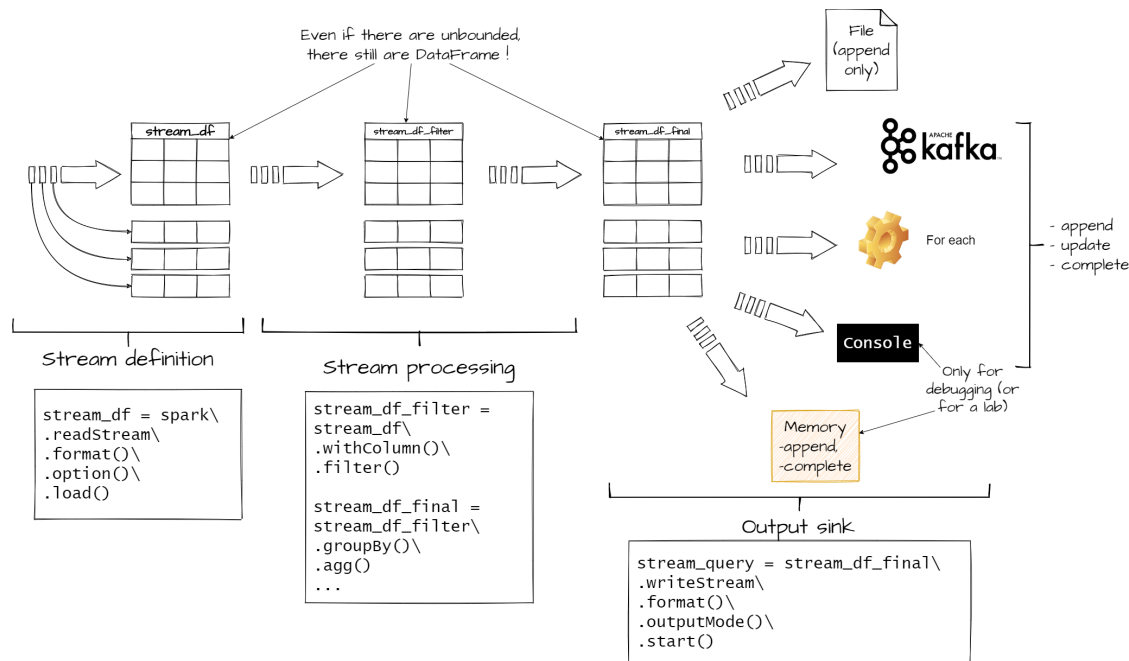 Even if there are unbounded,
there still are DataFrame !
File
(append
only)
stream_df
stream_df_filter
stream_df_final
APACHE
kafka
For each
- append
- update
- complete
Console
Only for
debugging (or
for a lab)
Memory
-append,
-complete
Stream definition
stream_df = spark\
.readStream\
.format()\
.option()\
.load()
Stream processing
stream_df_filter =
stream_df\
.withColumn()\
.filter()
stream_df_final =
stream_df_filter\
.groupBy()\
.agg()
...
Output sink
stream_query = stream_df_final\
.writeStream\
.format()\
.outputMode()\
.start()